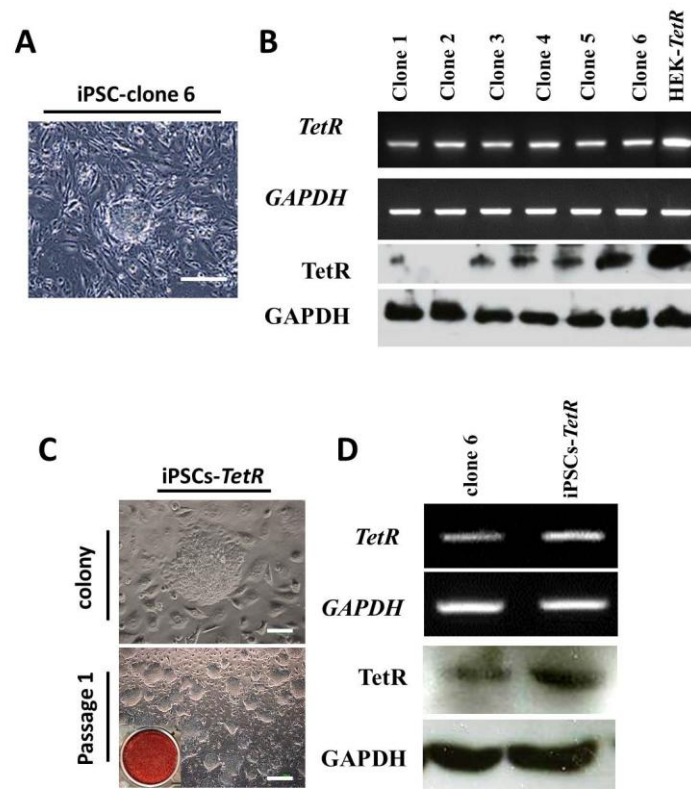 A
iPSC-clone 6
B
Clone 1
Clone 2
Clone 3
Clone 4
Clone 5
Clone 6
HEK-TetR
TetR
GAPDH
TetR
GAPDH
C
iPSCs-TetR
colony
Passage 1
D
clone 6
iPSCs-TetR
TetR
GAPDH
TetR
GAPDH